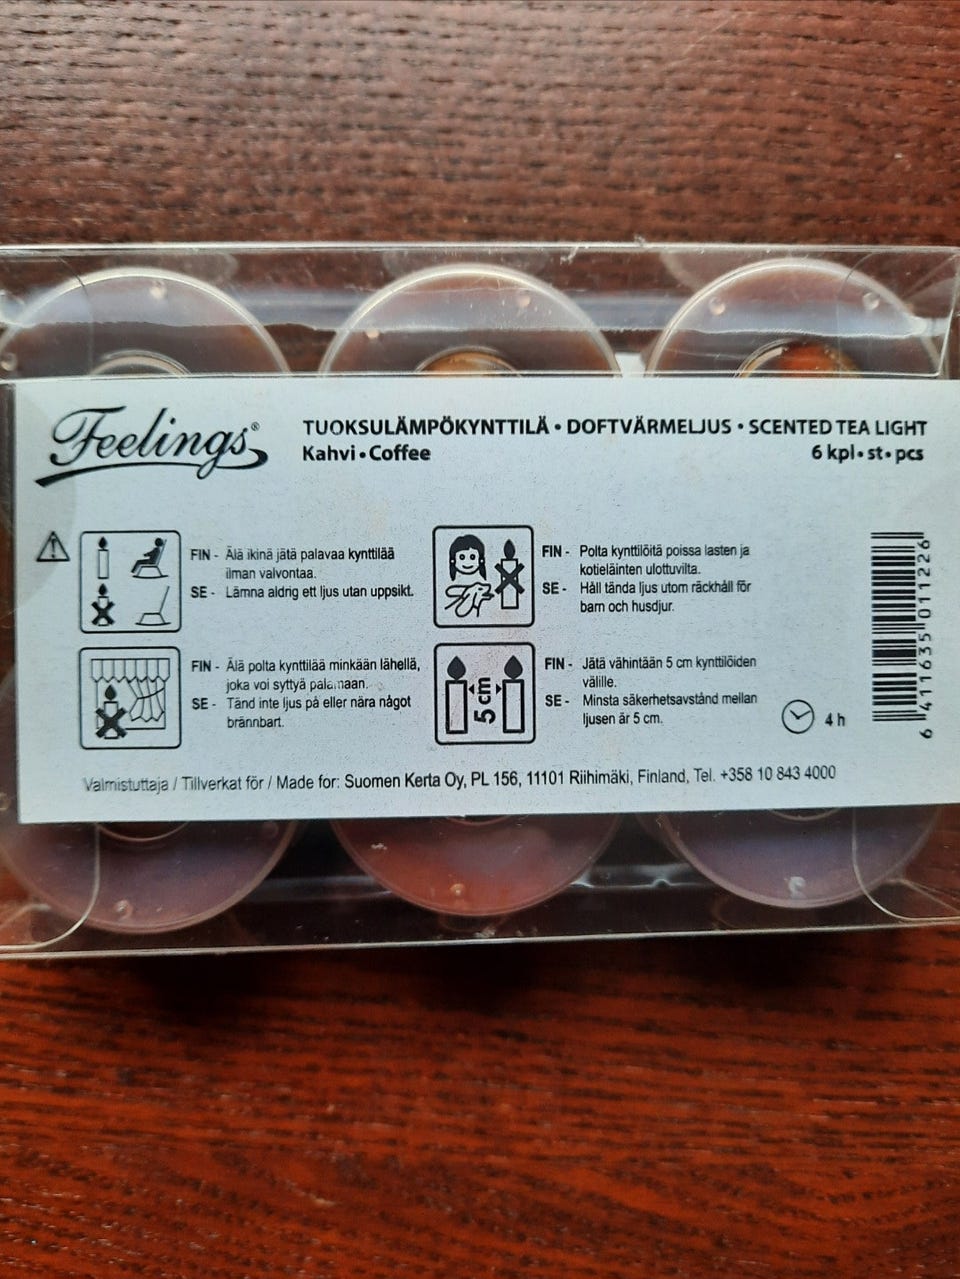 Feelings®
TUOKSULÄMPÖKYNTTILÄ • DOFTVÄRMELJUS • SCENTED TEA LIGHT
Kahvi • Coffee
6 kpl • st • pcs
FIN - Älä ikinä jätä palavaa kynttilää
ilman valvontaa.
SE - Lämna aldrig ett ljus utan uppsikt.
FIN - Polta kynttilöitä poissa lasten ja
kotieläinten ulottuvilta.
SE - Håll tända ljus utom räckhåll för
barn och husdjur.
FIN - Älä polta kynttilää minkään lähellä,
joka voi syttyä palamaan.
SE - Tänd inte ljus på eller nära något
brännbart.
5 cm
FIN - Jätä vähintään 5 cm kynttilöiden
välille.
SE - Minsta säkerhetsavstånd mellan
ljusen är 5 cm.
4 h
6 411635 011226
Valmistuttaja / Tillverkat för / Made for: Suomen Kerta Oy, PL 156, 11101 Riihimäki, Finland, Tel. +358 10 843 4000